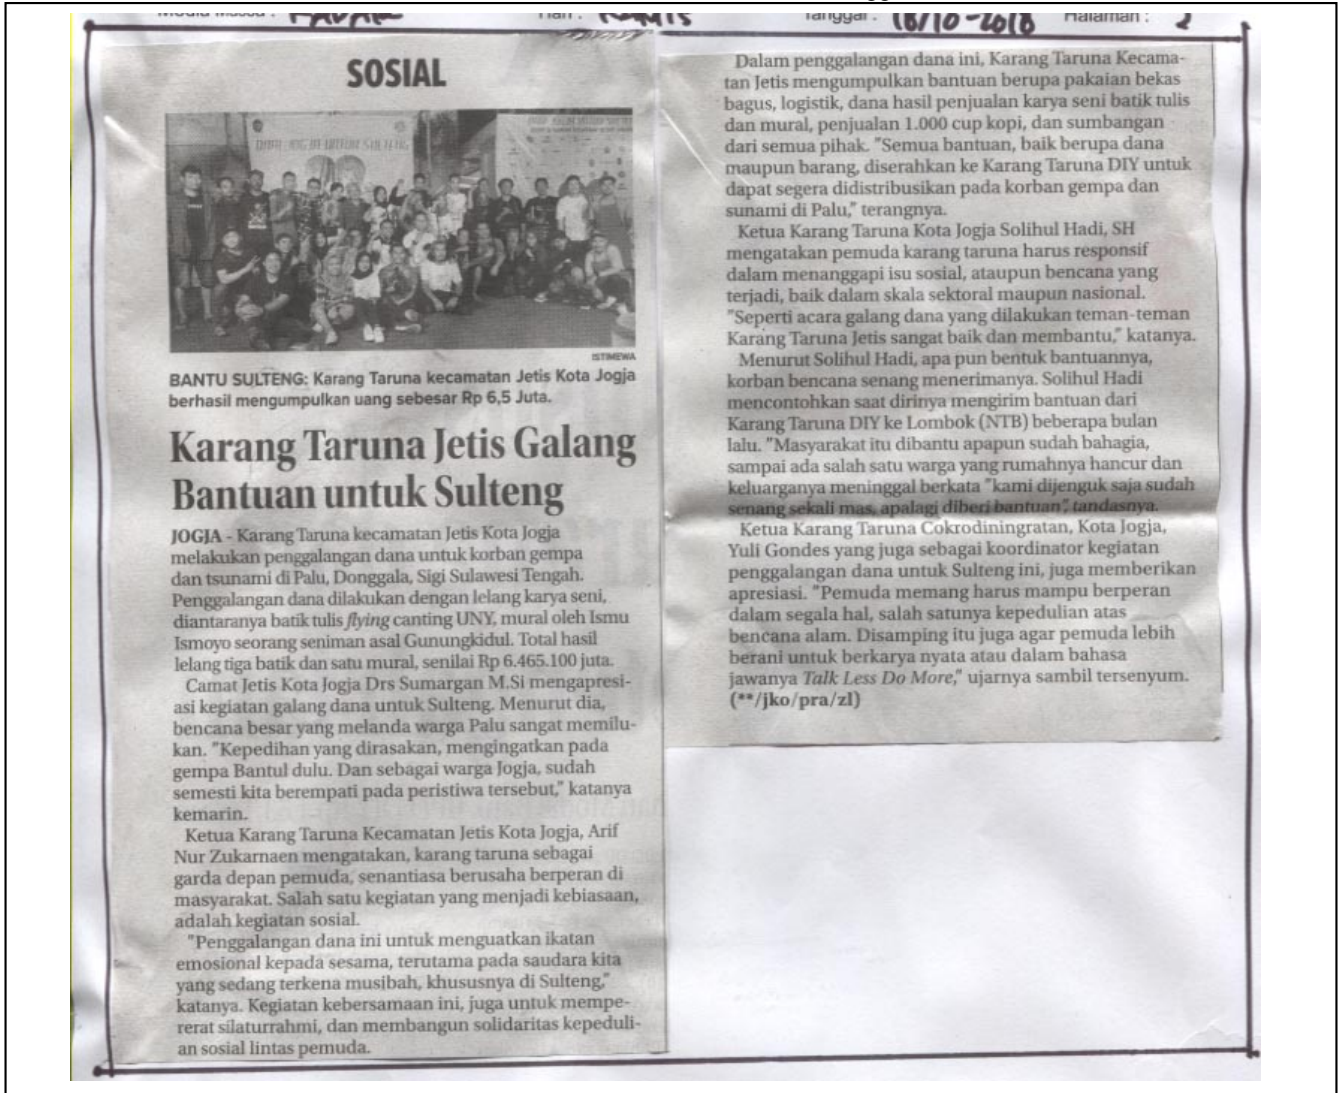 Media Massa : Hari : KAMIS Tanggal : 18/10-2018 Halaman : 2
SOSIAL
DARI JOGJA UNTUK SULTENG
ISTIMEWA
BANTU SULTENG: Karang Taruna kecamatan Jetis Kota Jogja
berhasil mengumpulkan uang sebesar Rp 6,5 Juta.
Karang Taruna Jetis Galang
Bantuan untuk Sulteng
JOGJA - Karang Taruna kecamatan Jetis Kota Jogja
melakukan penggalangan dana untuk korban gempa
dan tsunami di Palu, Donggala, Sigi Sulawesi Tengah.
Penggalangan dana dilakukan dengan lelang karya seni,
diantaranya batik tulis flying canting UNY, mural oleh Ismu
Ismoyo seorang seniman asal Gunungkidul. Total hasil
lelang tiga batik dan satu mural, senilai Rp 6.465.100 juta.
Camat Jetis Kota Jogja Drs Sumargan M.Si mengapresi-
asi kegiatan galang dana untuk Sulteng. Menurut dia,
bencana besar yang melanda warga Palu sangat memilu-
kan. "Kepedihan yang dirasakan, mengingatkan pada
gempa Bantul dulu. Dan sebagai warga Jogja, sudah
semesti kita berempati pada peristiwa tersebut," katanya
kemarin.
Ketua Karang Taruna Kecamatan Jetis Kota Jogja, Arif
Nur Zukarnaen mengatakan, karang taruna sebagai
garda depan pemuda, senantiasa berusaha berperan di
masyarakat. Salah satu kegiatan yang menjadi kebiasaan,
adalah kegiatan sosial.
"Penggalangan dana ini untuk menguatkan ikatan
emosional kepada sesama, terutama pada saudara kita
yang sedang terkena musibah, khususnya di Sulteng,"
katanya. Kegiatan kebersamaan ini, juga untuk mempe-
rerat silaturrahmi, dan membangun solidaritas kepeduli-
an sosial lintas pemuda.
Dalam penggalangan dana ini, Karang Taruna Kecama-
tan Jetis mengumpulkan bantuan berupa pakaian bekas
bagus, logistik, dana hasil penjualan karya seni batik tulis
dan mural, penjualan 1.000 cup kopi, dan sumbangan
dari semua pihak. "Semua bantuan, baik berupa dana
maupun barang, diserahkan ke Karang Taruna DIY untuk
dapat segera didistribusikan pada korban gempa dan
sunami di Palu," terangnya.
Ketua Karang Taruna Kota Jogja Solihul Hadi, SH
mengatakan pemuda karang taruna harus responsif
dalam menanggapi isu sosial, ataupun bencana yang
terjadi, baik dalam skala sektoral maupun nasional.
"Seperti acara galang dana yang dilakukan teman-teman
Karang Taruna Jetis sangat baik dan membantu," katanya.
Menurut Solihul Hadi, apa pun bentuk bantuannya,
korban bencana senang menerimanya. Solihul Hadi
mencontohkan saat dirinya mengirim bantuan dari
Karang Taruna DIY ke Lombok (NTB) beberapa bulan
lalu. "Masyarakat itu dibantu apapun sudah bahagia,
sampai ada salah satu warga yang rumahnya hancur dan
keluarganya meninggal berkata "kami dijenguk saja sudah
senang sekali mas, apalagi diberi bantuan", tandasnya.
Ketua Karang Taruna Cokrodiningratan, Kota Jogja,
Yuli Gondes yang juga sebagai koordinator kegiatan
penggalangan dana untuk Sulteng ini, juga memberikan
apresiasi. "Pemuda memang harus mampu berperan
dalam segala hal, salah satunya kepedulian atas
bencana alam. Disamping itu juga agar pemuda lebih
berani untuk berkarya nyata atau dalam bahasa
jawanya Talk Less Do More," ujarnya sambil tersenyum.
(**/jko/pra/zl)